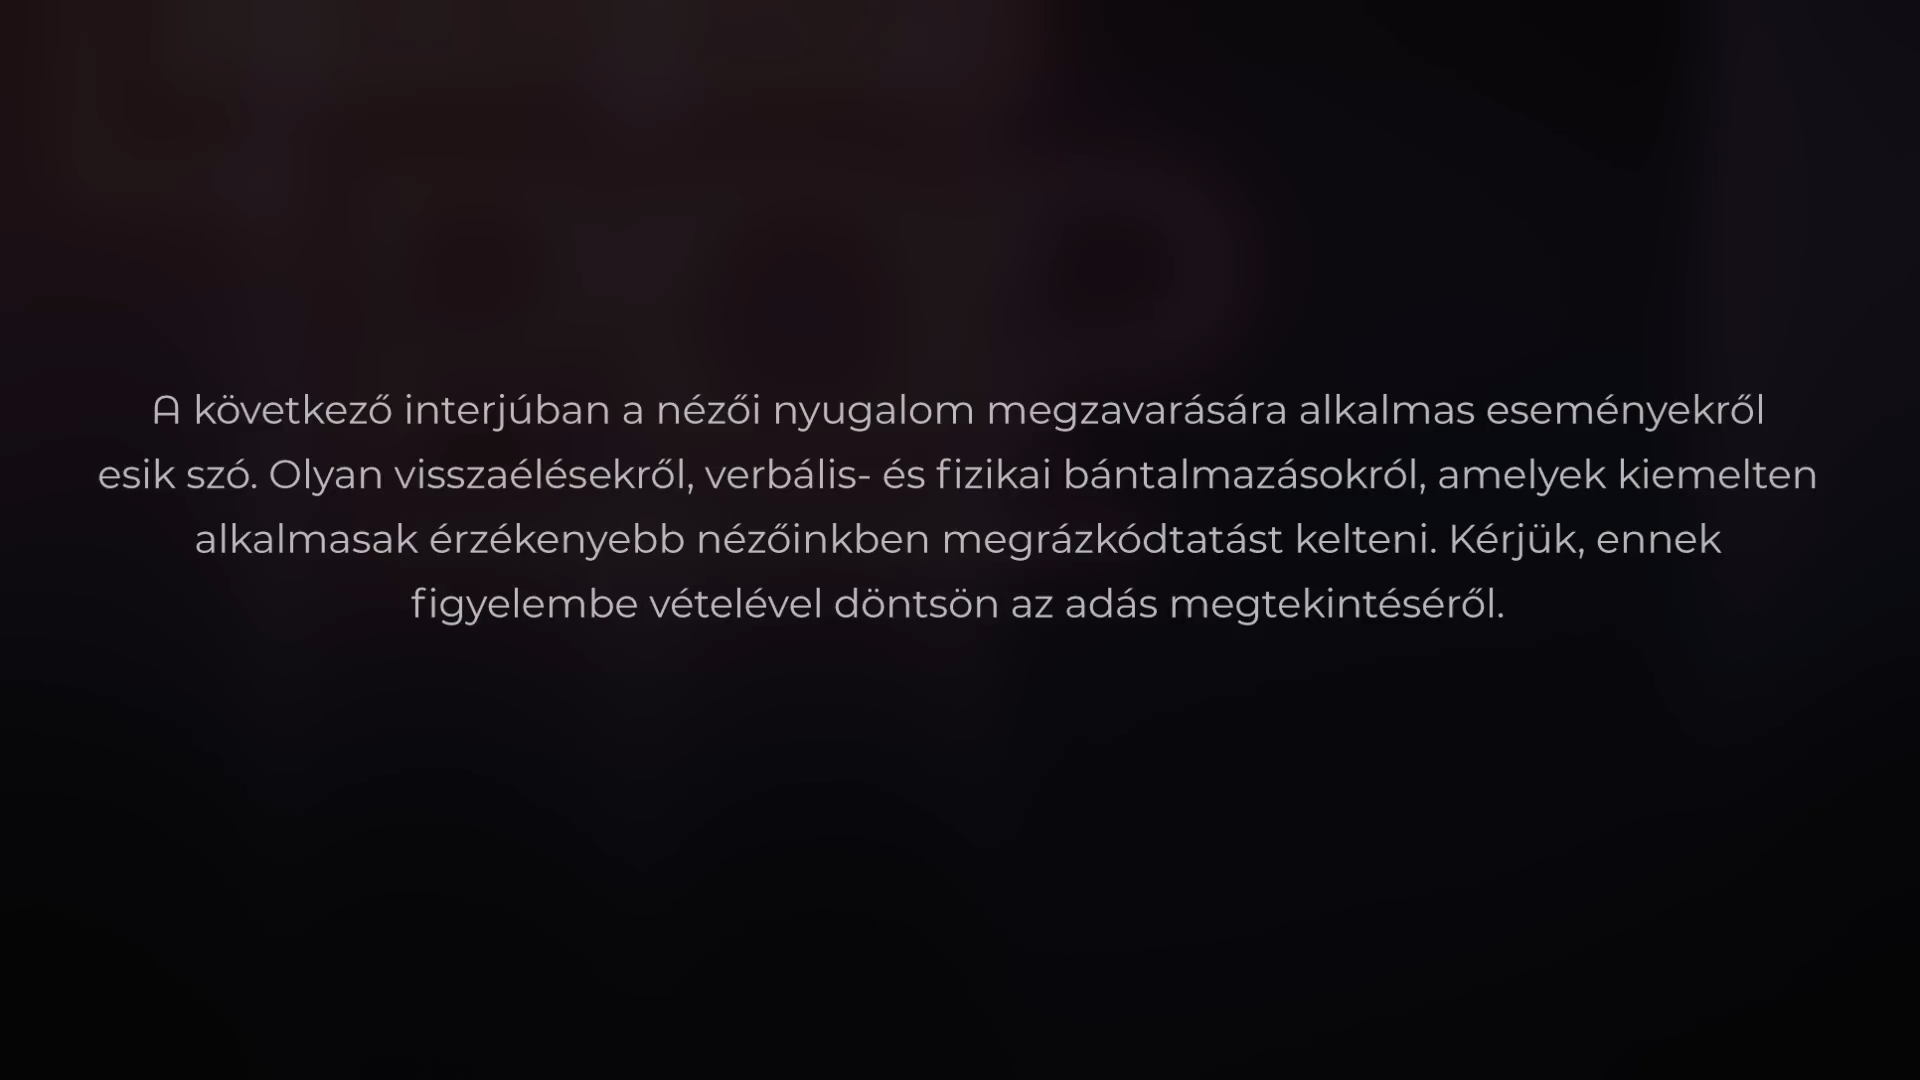 A következő interjúban a nézői nyugalom megzavarására alkalmas eseményekről
esik szó. Olyan visszaélésekről, verbális- és fizikai bántalmazásokról, amelyek kiemelten
alkalmasak érzékenyebb nézőinkben megrázkódtatást kelteni. Kérjük, ennek
figyelembe vételével döntsön az adás megtekintéséről.